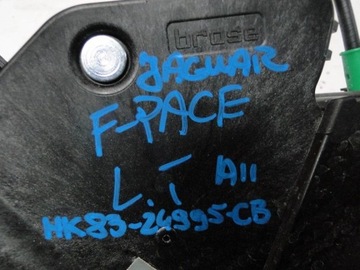 brose
JAGUAR
F-PACE
L.T A11
HK83-24995-CB